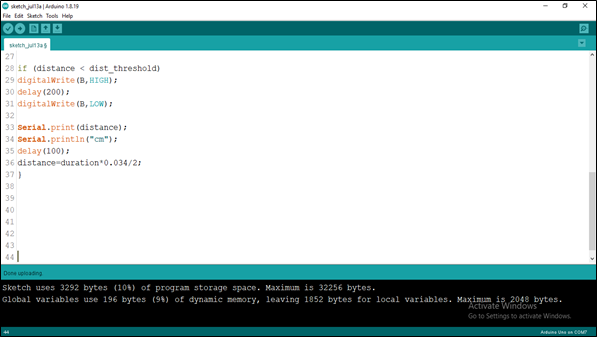 sketch_jul13a | Arduino 1.8.19
File Edit Sketch Tools Help
sketch_jul13a §
27
28 if (distance < dist_threshold)
29 digitalWrite(B,HIGH);
30 delay(200);
31 digitalWrite(B,LOW);
32
33 Serial.print(distance);
34 Serial.println("cm");
35 delay(100);
36 distance=duration*0.034/2;
37 }
38
39
40
41
42
43
44
Done uploading
Sketch uses 3292 bytes (10%) of program storage space. Maximum is 32256 bytes.
Global variables use 196 bytes (9%) of dynamic memory, leaving 1852 bytes for local variables. Maximum is 2048 bytes.
Activate Windows
Go to Settings to activate Windows.
44
Arduino Uno on COM7